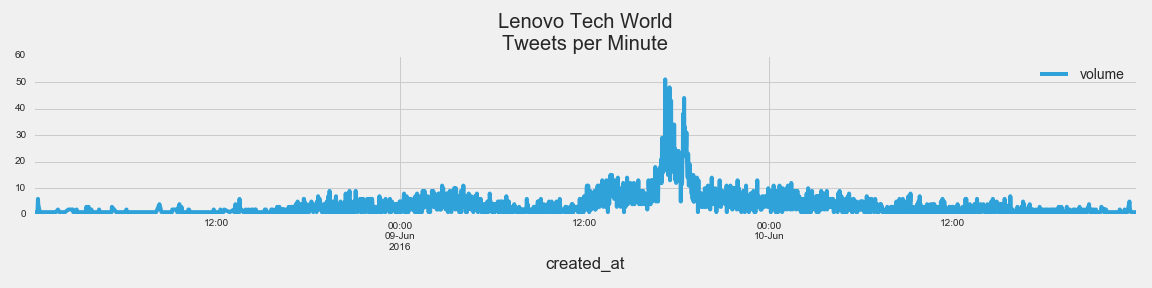 Lenovo Tech World
Tweets per Minute
60
50
40
30
20
10
0
volume
12:00
00:00
09-Jun
2016
12:00
00:00
10-Jun
12:00
created_at